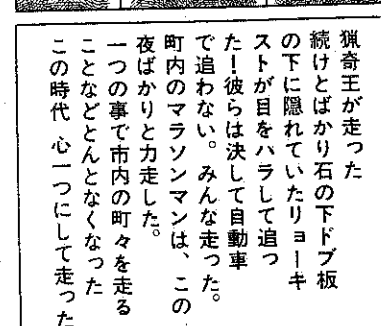 猟奇王が走った
続けとばかり石の下ドブ板
の下に隠れていたリョーキ
ストが目をハラして追っ
た！彼らは決して自動車
で追わない。みんな走った。
町内のマラソンマンは、この
夜ばかりと力走した。
一つの事で市内の町々を走る
ことなどとんとなくなった
この時代 心一つにして走った